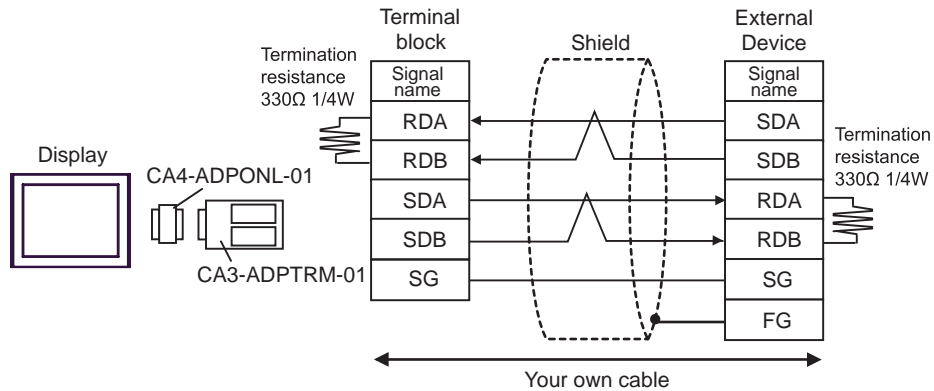 Terminal
block
Shield
External
Device
Termination
resistance
330Ω 1/4W
Signal
name
Signal
name
RDA
SDA
RDB
SDB
SDA
RDA
SDB
RDB
SG
SG
FG
Termination
resistance
330Ω 1/4W
Display
CA4-ADPONL-01
CA3-ADPTRM-01
Your own cable